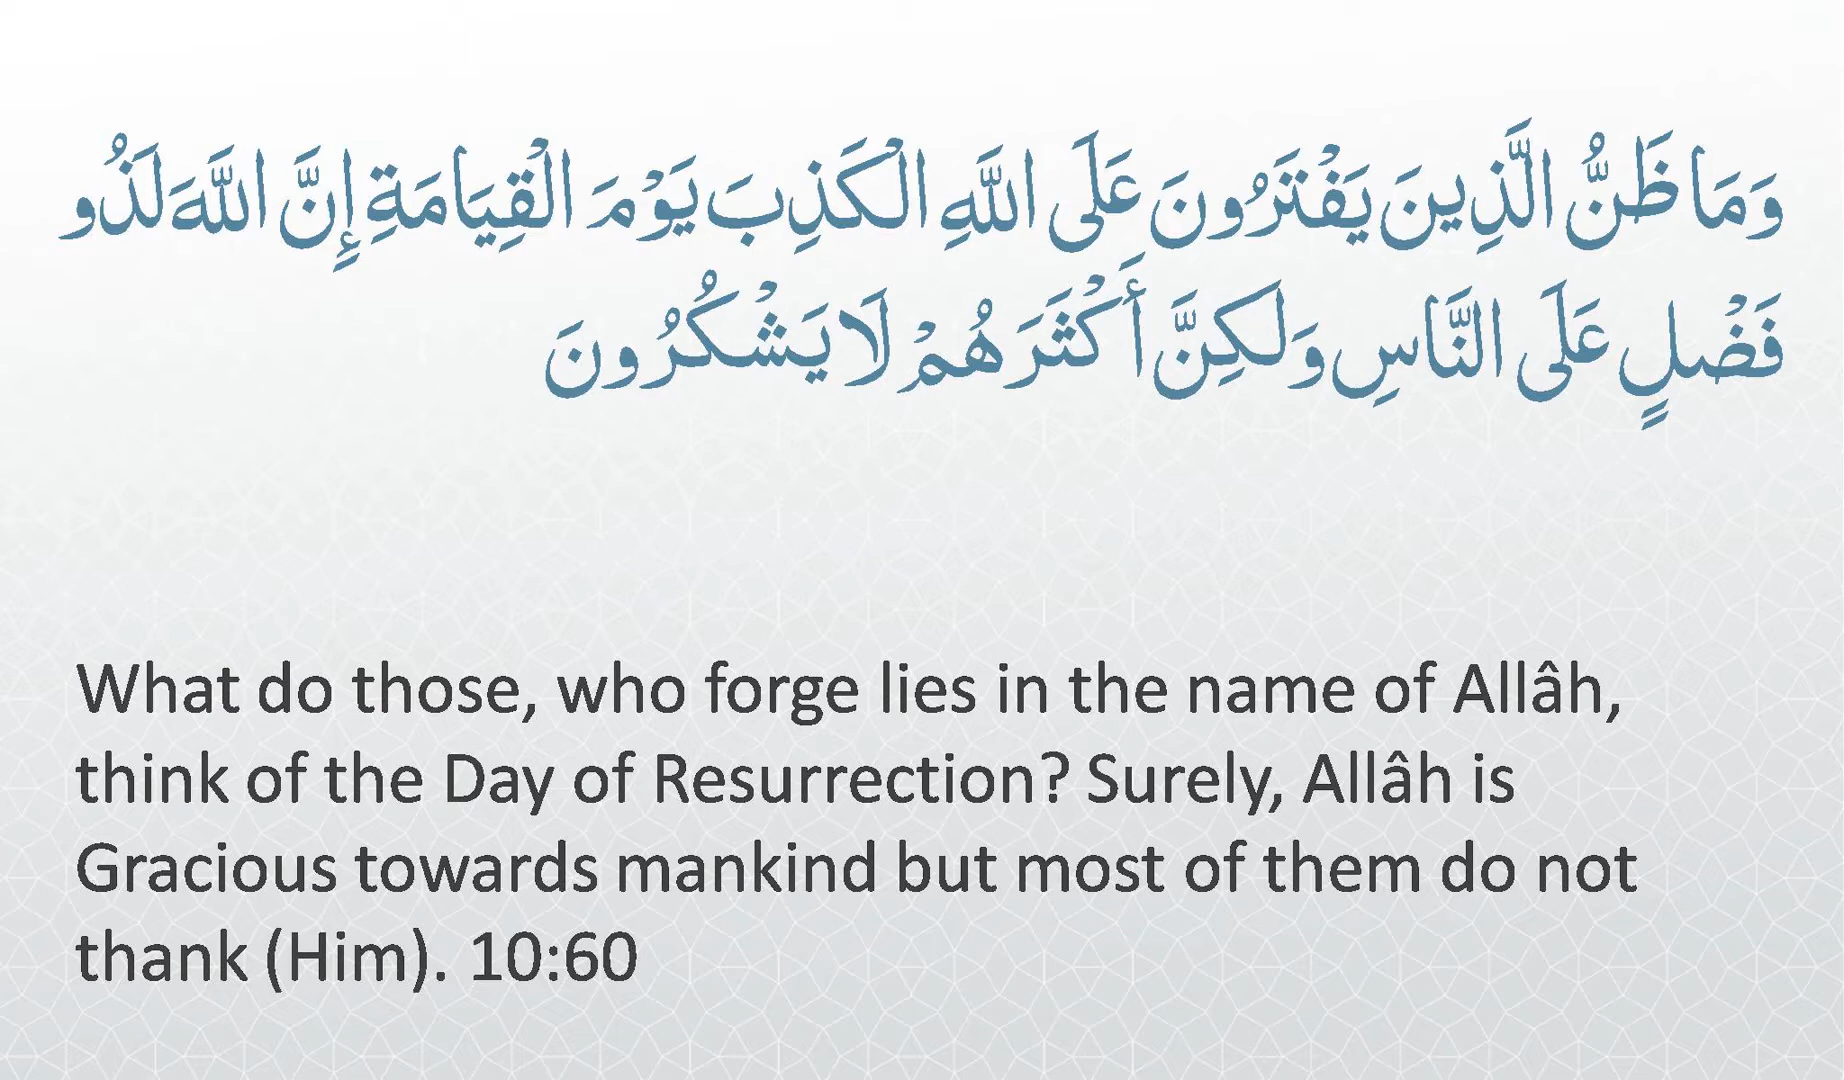 وَمَا ظَنُّ الَّذِينَ يَفْتَرُونَ عَلَى اللَّهِ الْكَذِبَ يَوْمَ الْقِيَامَةِ إِنَّ اللَّهَ لَذُو
فَضْلٍ عَلَى النَّاسِ وَلَكِنَّ أَكْثَرَهُمْ لَا يَشْكُرُونَ
What do those, who forge lies in the name of Allâh,
think of the Day of Resurrection? Surely, Allâh is
Gracious towards mankind but most of them do not
thank (Him). 10:60